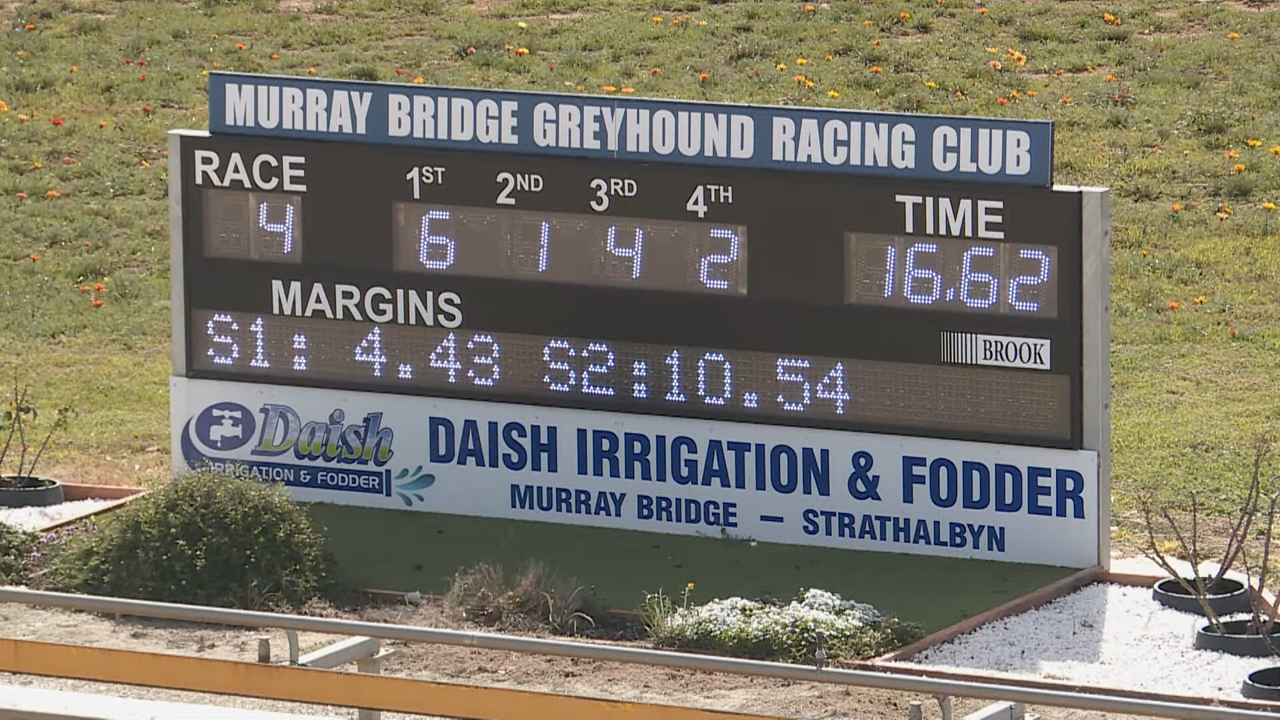 MURRAY BRIDGE GREYHOUND RACING CLUB
RACE 1ST 2ND 3RD 4TH TIME
4 6 1 4 2 16.62
MARGINS
BROOK
S1: 4.43 S2:10.54
Daish
IRRIGATION & FODDER
DAISH IRRIGATION & FODDER
MURRAY BRIDGE – STRATHALBYN